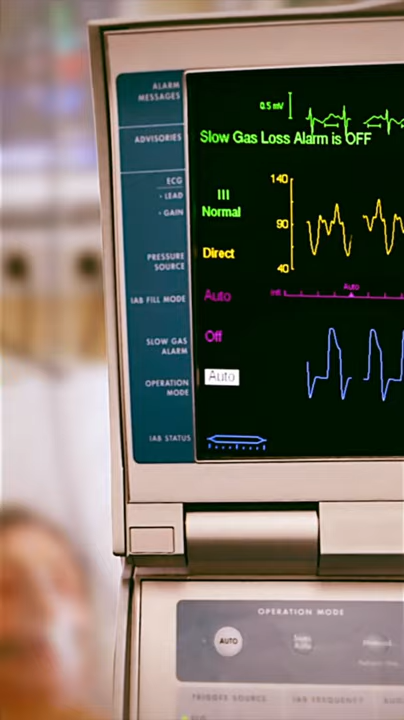 ALARM
MESSAGES
0.5 mV
ADVISORIES
Slow Gas Loss Alarm is OFF
ECG
- LEAD
- GAIN
III
Normal
140
90
40
PRESSURE
SOURCE
Direct
IAB FILL MODE
Auto
Auto
SLOW GAS
ALARM
Off
OPERATION
MODE
Auto
IAB STATUS
OPERATION MODE
AUTO
TRIGGER SOURCE
IAB FREQUENCY